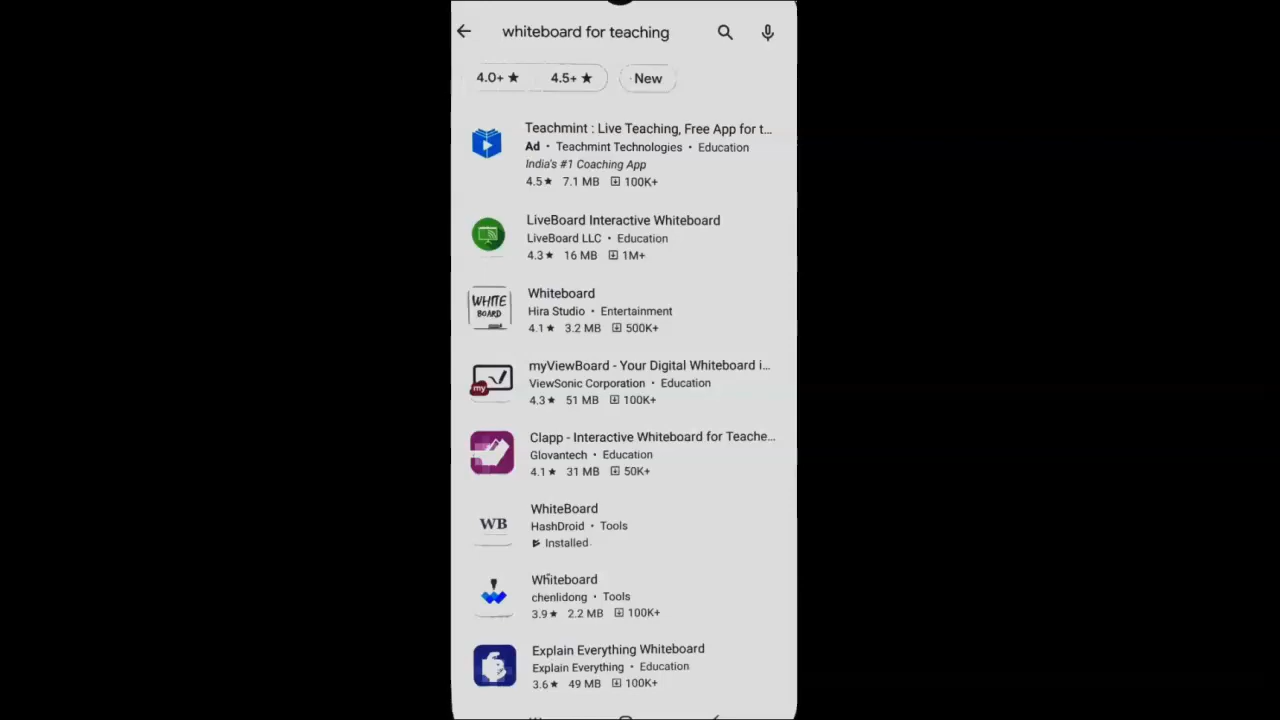 whiteboard for teaching
4.0+ ★ 4.5+ ★ New
Teachmint : Live Teaching, Free App for t...
Ad • Teachmint Technologies • Education
India's #1 Coaching App
4.5★ 7.1 MB 100K+
LiveBoard Interactive Whiteboard
LiveBoard LLC • Education
4.3★ 16 MB 1M+
WHITE
BOARD
Whiteboard
Hira Studio • Entertainment
4.1★ 3.2 MB 500K+
my
myViewBoard - Your Digital Whiteboard i...
ViewSonic Corporation • Education
4.3★ 51 MB 100K+
Clapp - Interactive Whiteboard for Teache...
Glovantech • Education
4.1★ 31 MB 50K+
WB
WhiteBoard
HashDroid • Tools
Installed
Whiteboard
chenlidong • Tools
3.9★ 2.2 MB 100K+
Explain Everything Whiteboard
Explain Everything • Education
3.6★ 49 MB 100K+